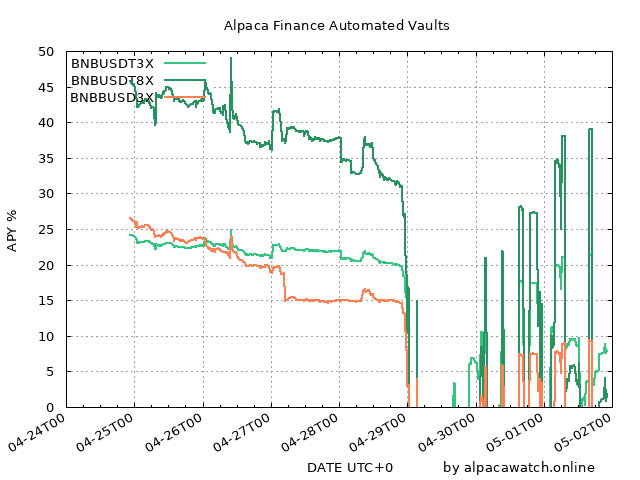 Alpaca Finance Automated Vaults
BNBUSDT3X
BNBUSDT8X
BNBBUSD3X
APY %
50
45
40
35
30
25
20
15
10
5
0
04-24T00
04-25T00
04-26T00
04-27T00
04-28T00
04-29T00
04-30T00
05-01T00
05-02T00
DATE UTC+0
by alpacawatch.online